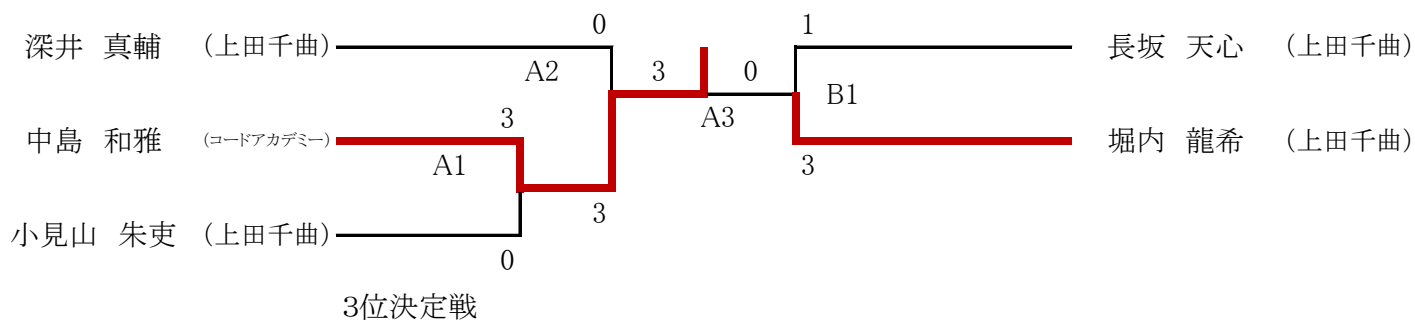 0 1
深井 真輔 (上田千曲) 長坂 天心 (上田千曲)
A2 3 0 B1
3 A3
中島 和雅 (コードアカデミー) 堀内 龍希 (上田千曲)
A1 3
3
小見山 朱吏 (上田千曲)
0
3位決定戦